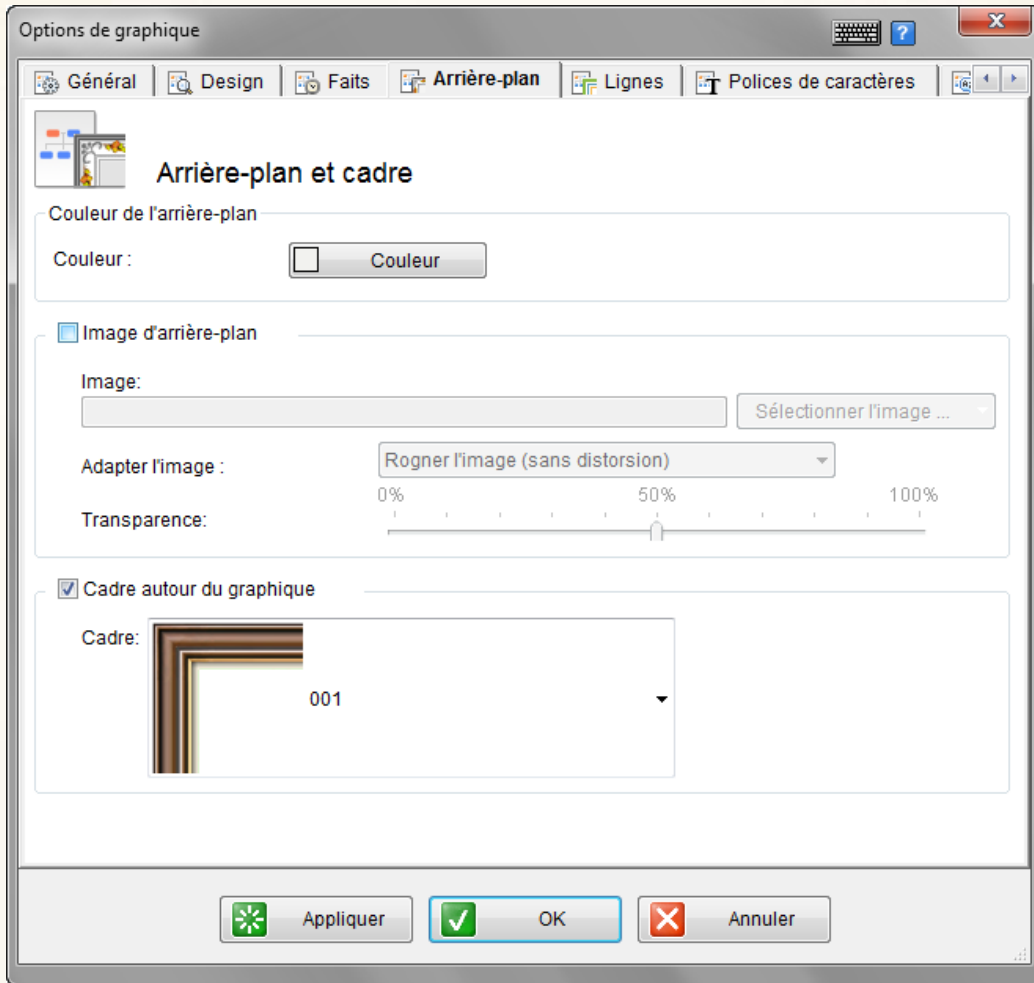 Options de graphique
?
Général Design Faits Arrière-plan Lignes Polices de caractères
Arrière-plan et cadre
Couleur de l'arrière-plan
Couleur : Couleur
Image d'arrière-plan
Image:
Sélectionner l'image ...
Adapter l'image : Rogner l'image (sans distorsion)
0% 50% 100%
Transparence:
Cadre autour du graphique
Cadre: 001
Appliquer OK Annuler